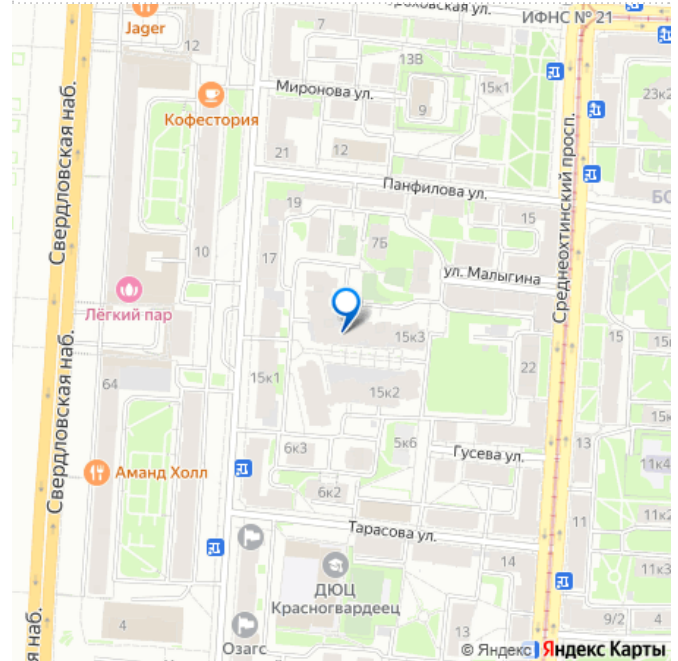 ИФНС № 21
Jager
12
7
13В
Миронова ул.
15к1
23к2
9
Кофестория
Свердловская наб.
21
12
Панфилова ул.
19
15
7Б
10
17
ул. Малыгина
Среднеохтинский просп.
Лёгкий пар
15к3
15
22
64
15к1
15к2
Свердловская наб.
6к3
5к6
Гусева ул.
13
11к4
Аманд Холл
6к2
11
11к2
Тарасова ул.
14
11к3
ДЮЦ
Красногвардеец
4
13
9/2
4
Озагс
© Яндекс
Яндекс Карты